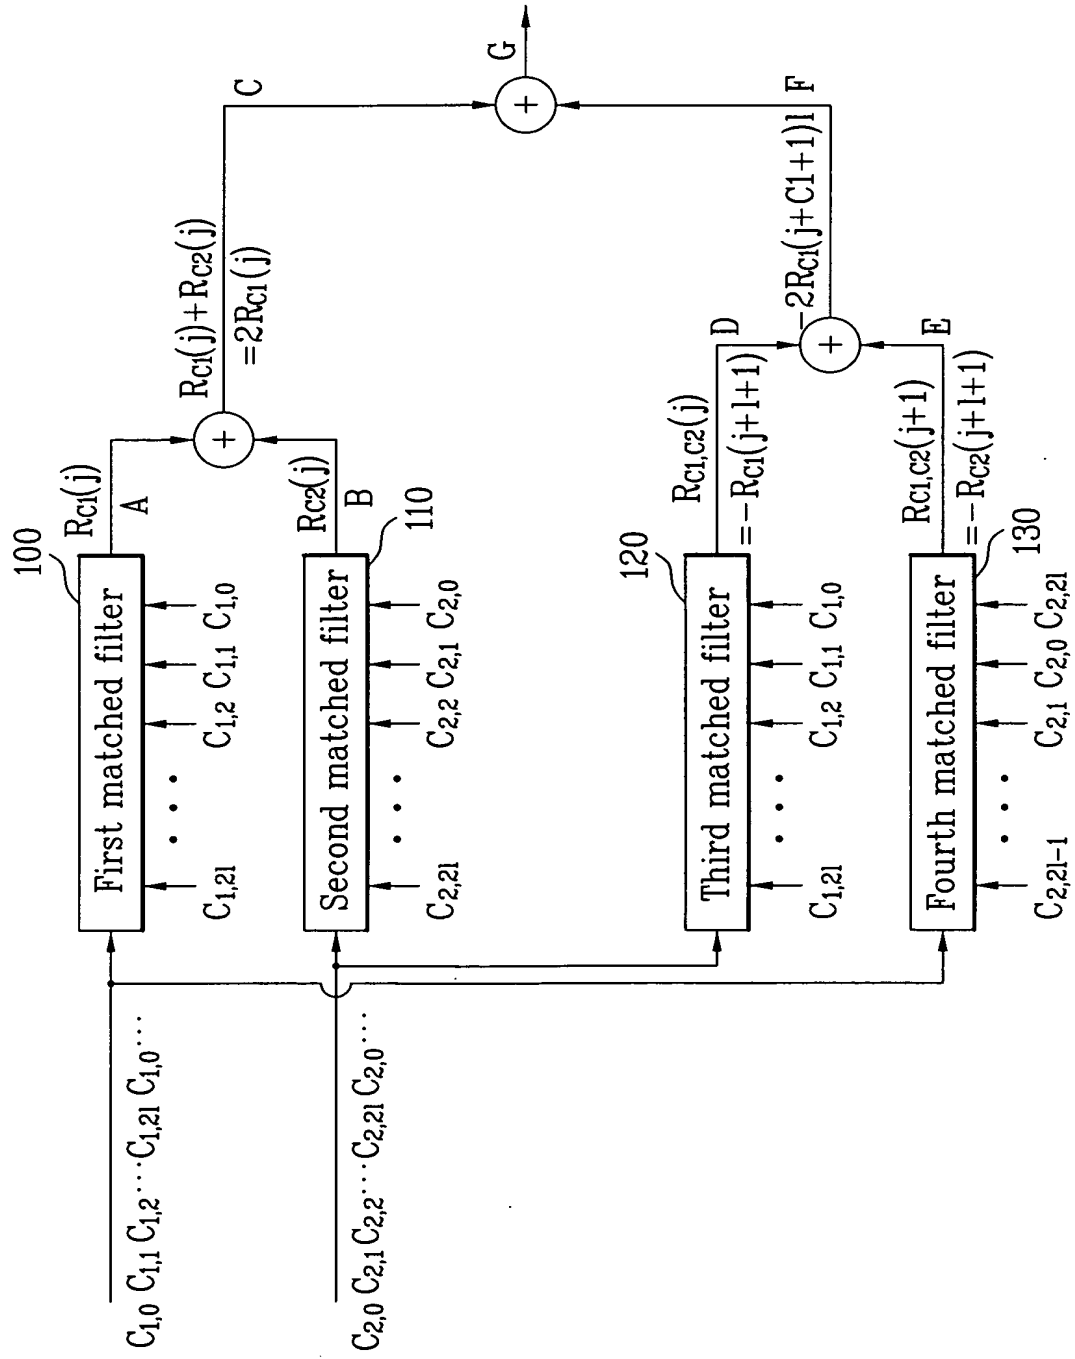 C1,0 C1,1 C1,2 ···· C1,21 C1,0 ····
C2,0 C2,1 C2,2 ···· C2,21 C2,0 ····
100
First matched filter
C1,21 • • • C1,2 C1,1 C1,0
RC1(j)
A
110
Second matched filter
C2,21 • • • C2,2 C2,1 C2,0
RC2(j)
B
+
RC1(j)+RC2(j)
=2RC1(j)
C
120
Third matched filter
C1,21 • • • C1,2 C1,1 C1,0
RC1,C2(j)
=-RC1(j+l+1)
D
130
Fourth matched filter
C2,21-1 • • • C2,1 C2,0 C2,21
RC1,C2(j+1)
=-RC2(j+l+1)
E
+
-2RC1(j+C1+1)l
F
+
G